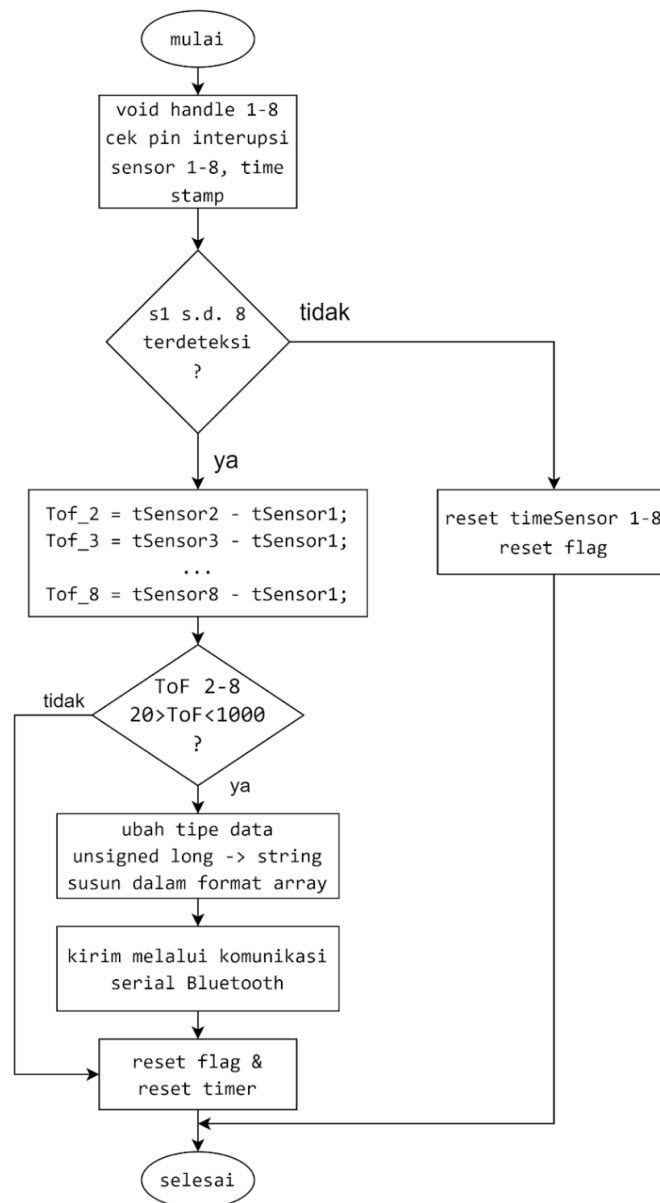 mulai
void handle 1-8
cek pin interupsi
sensor 1-8, time
stamp
s1 s.d. 8
terdeteksi
?
tidak
ya
Tof_2 = tSensor2 - tSensor1;
Tof_3 = tSensor3 - tSensor1;
...
Tof_8 = tSensor8 - tSensor1;
reset timeSensor 1-8
reset flag
ToF 2-8
20>ToF<1000
?
tidak
ya
ubah tipe data
unsigned long -> string
susun dalam format array
kirim melalui komunikasi
serial Bluetooth
reset flag &
reset timer
selesai